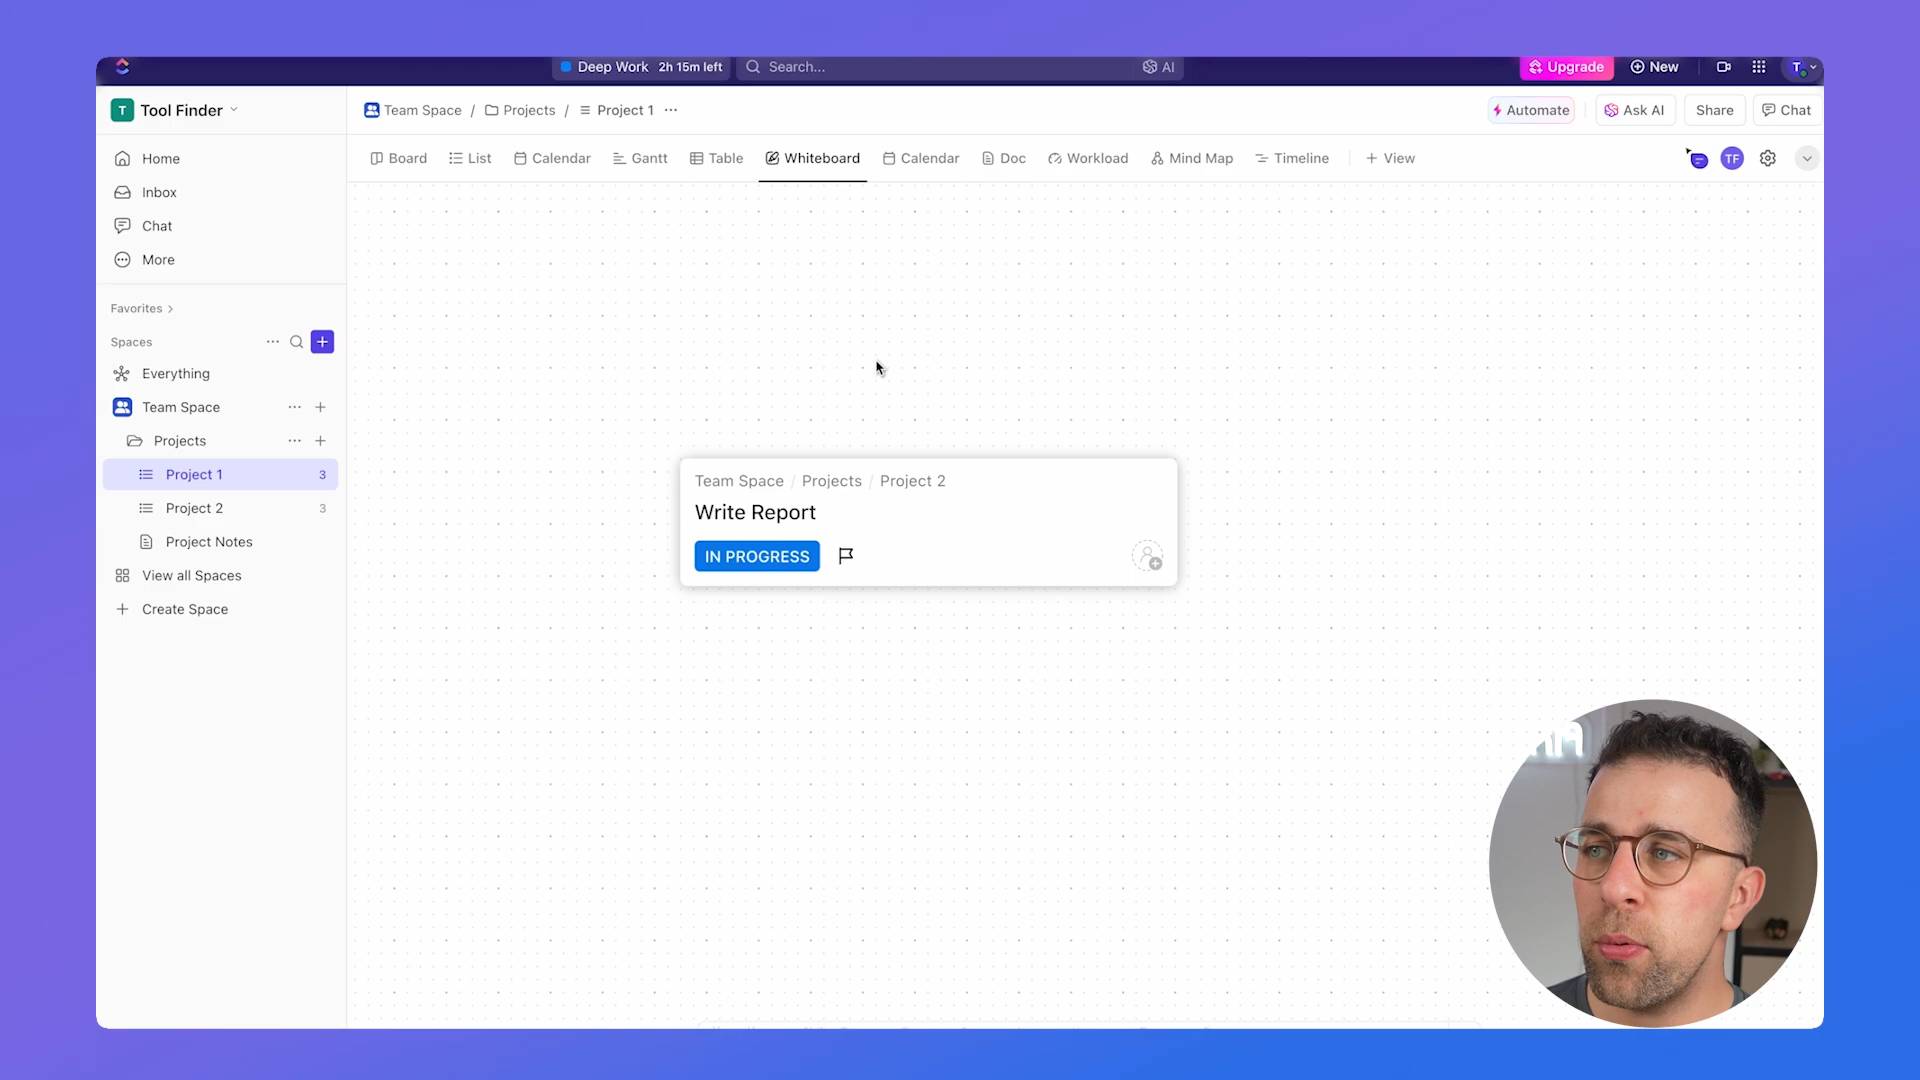 Deep Work 2h 15m left
Search...
AI
Upgrade
New
T
T Tool Finder
Team Space / Projects / Project 1 ...
Automate
Ask AI
Share
Chat
Home
Inbox
Chat
More
Board
List
Calendar
Gantt
Table
Whiteboard
Calendar
Doc
Workload
Mind Map
Timeline
+ View
TF
Favorites >
Spaces
Everything
Team Space
Projects
Project 1 3
Project 2 3
Project Notes
View all Spaces
+ Create Space
Team Space / Projects / Project 2
Write Report
IN PROGRESS